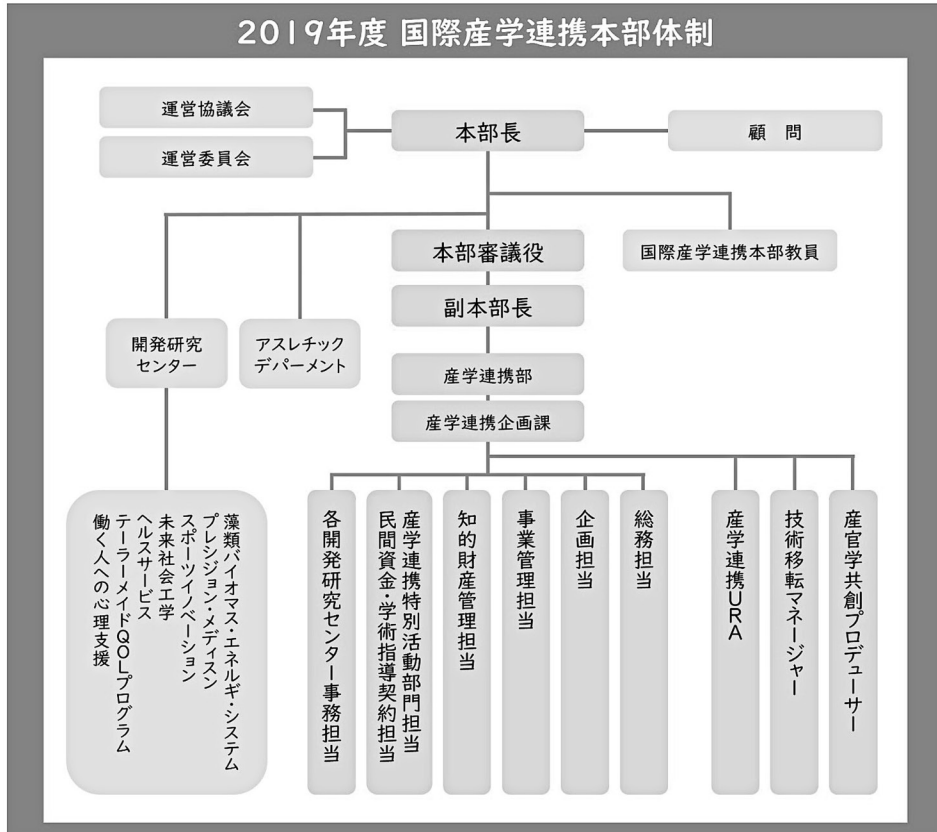 2019年度 国際産学連携本部体制
運営協議会
運営委員会
本部長
顧 問
本部審議役
国際産学連携本部教員
副本部長
開発研究
センター
アスレチック
デパーメント
産学連携部
産学連携企画課
藻類バイオマス・エネルギ・システム
プレシジョン・メディスン
スポーツイノベーション
未来社会工学
ヘルスサービス
テーラーメイドQOLプログラム
働く人への心理支援
各開発研究センター事務担当
産学連携特別活動部門担当
民間資金・学術指導契約担当
知的財産管理担当
事業管理担当
企画担当
総務担当
産学連携URA
技術移転マネージャー
産官学共創プロデューサー